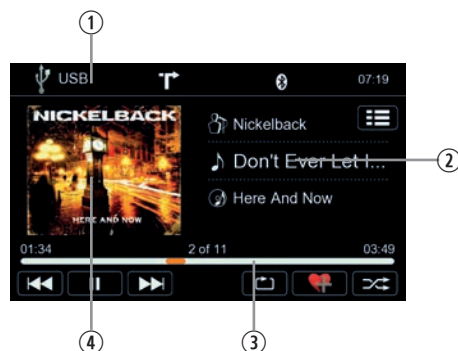 ①
USB 07:19
NICKELBACK
HERE AND NOW
Nickelback
Don't Ever Let I...
②
Here And Now
01:34 2 of 11 03:49
④ ③